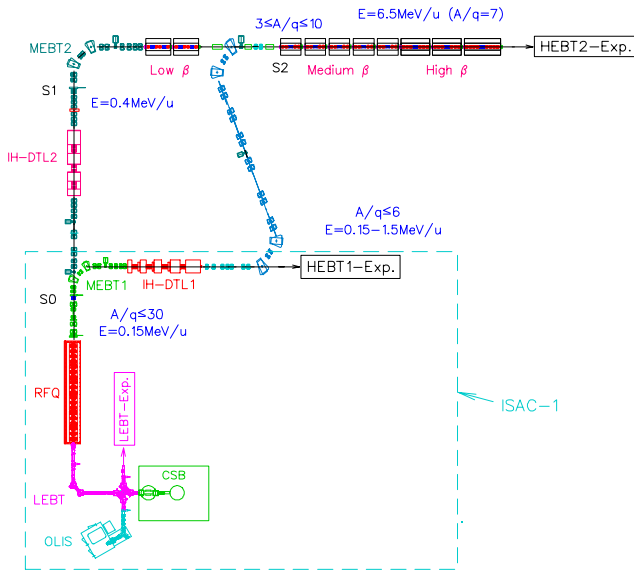 3≤A/q≤10
E=6.5MeV/u (A/q=7)
MEBT2
Low β
S2
Medium β
High β
HEBT2-Exp.
S1
E=0.4MeV/u
IH-DTL2
A/q≤6
E=0.15-1.5MeV/u
MEBT1
IH-DTL1
HEBT1-Exp.
S0
A/q≤30
E=0.15MeV/u
RFQ
LEBT-Exp.
ISAC-1
CSB
LEBT
OLIS